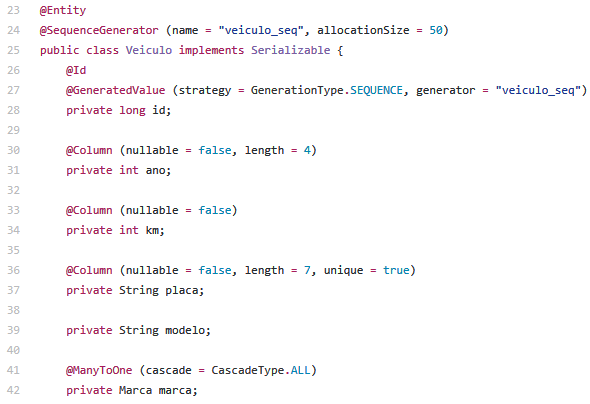 23 @Entity
24 @SequenceGenerator (name = "veiculo_seq", allocationSize = 50)
25 public class Veiculo implements Serializable {
26     @Id
27     @GeneratedValue (strategy = GenerationType.SEQUENCE, generator = "veiculo_seq")
28     private long id;
29
30     @Column (nullable = false, length = 4)
31     private int ano;
32
33     @Column (nullable = false)
34     private int km;
35
36     @Column (nullable = false, length = 7, unique = true)
37     private String placa;
38
39     private String modelo;
40
41     @ManyToOne (cascade = CascadeType.ALL)
42     private Marca marca;